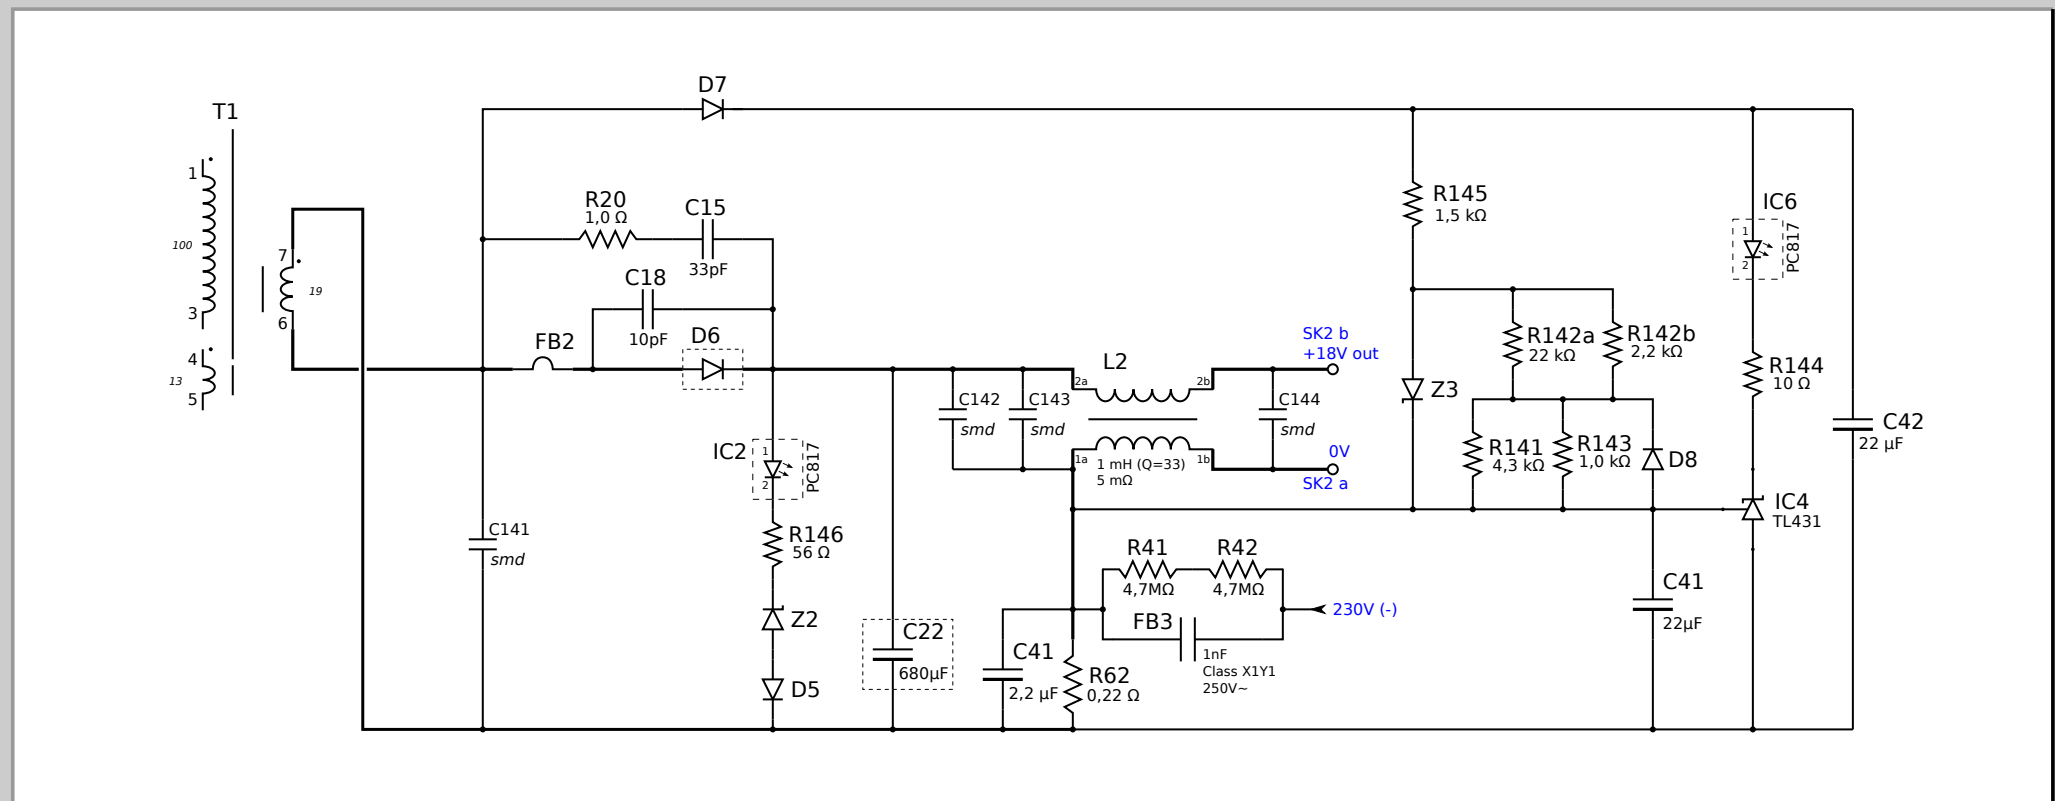 D7
T1
1
100
3
4
13
5
7
19
6
R20
1,0 Ω
C15
33pF
C18
10pF
FB2
D6
C141
smd
IC2
1
2
PC817
R146
56 Ω
Z2
D5
C22
680µF
C142
smd
C143
smd
L2
2a
2b
1a
1b
1 mH (Q=33)
5 mΩ
C144
smd
SK2 b
+18V out
0V
SK2 a
R41
4,7MΩ
R42
4,7MΩ
FB3
1nF
Class X1Y1
250V~
230V (-)
C41
2,2 µF
R62
0,22 Ω
R145
1,5 kΩ
Z3
R142a
22 kΩ
R142b
2,2 kΩ
R141
4,3 kΩ
R143
1,0 kΩ
D8
C41
22µF
IC6
1
2
PC817
R144
10 Ω
IC4
TL431
C42
22 µF